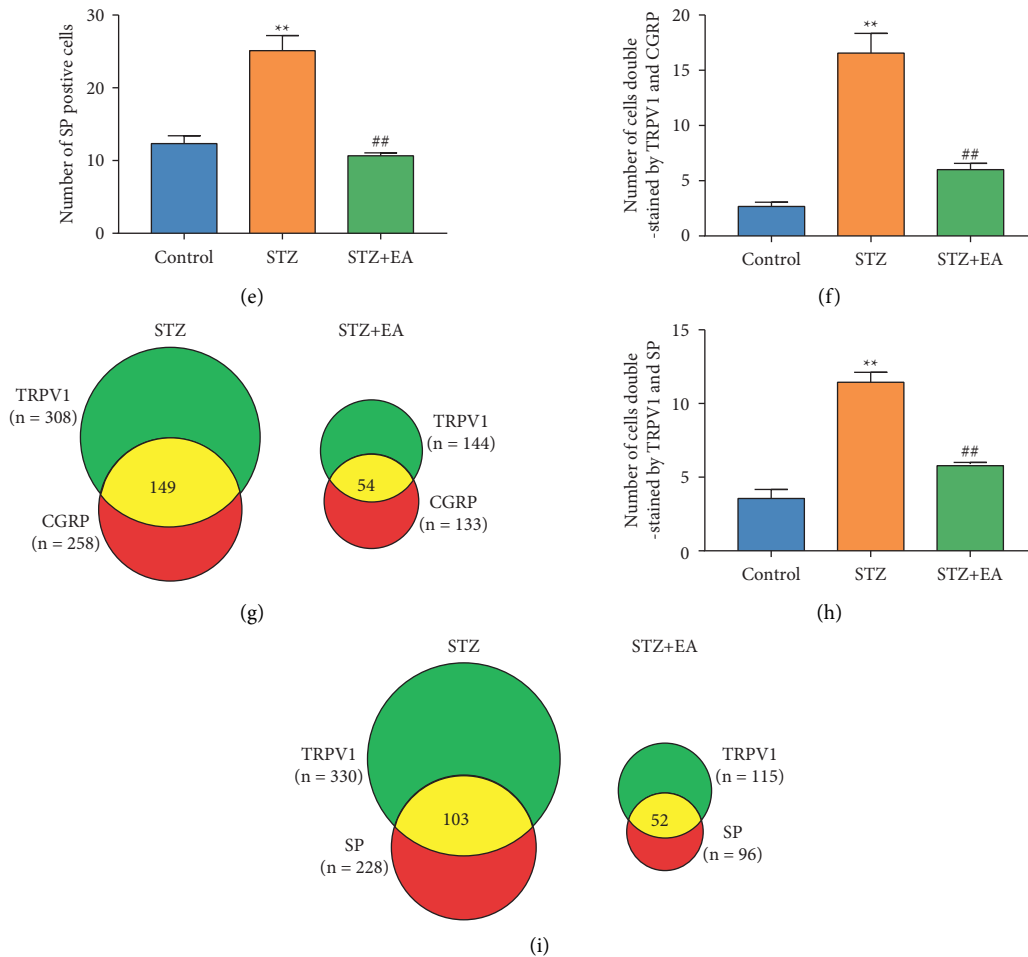 Number of SP postive cells
30
20
10
0
**
##
Control
STZ
STZ+EA
(e)
Number of cells double
-stained by TRPV1 and CGRP
20
15
10
5
0
**
##
Control
STZ
STZ+EA
(f)
STZ
STZ+EA
TRPV1
(n = 308)
149
CGRP
(n = 258)
TRPV1
(n = 144)
54
CGRP
(n = 133)
(g)
Number of cells double
-stained by TRPV1 and SP
15
10
5
0
**
##
Control
STZ
STZ+EA
(h)
STZ
STZ+EA
TRPV1
(n = 330)
103
SP
(n = 228)
TRPV1
(n = 115)
52
SP
(n = 96)
(i)